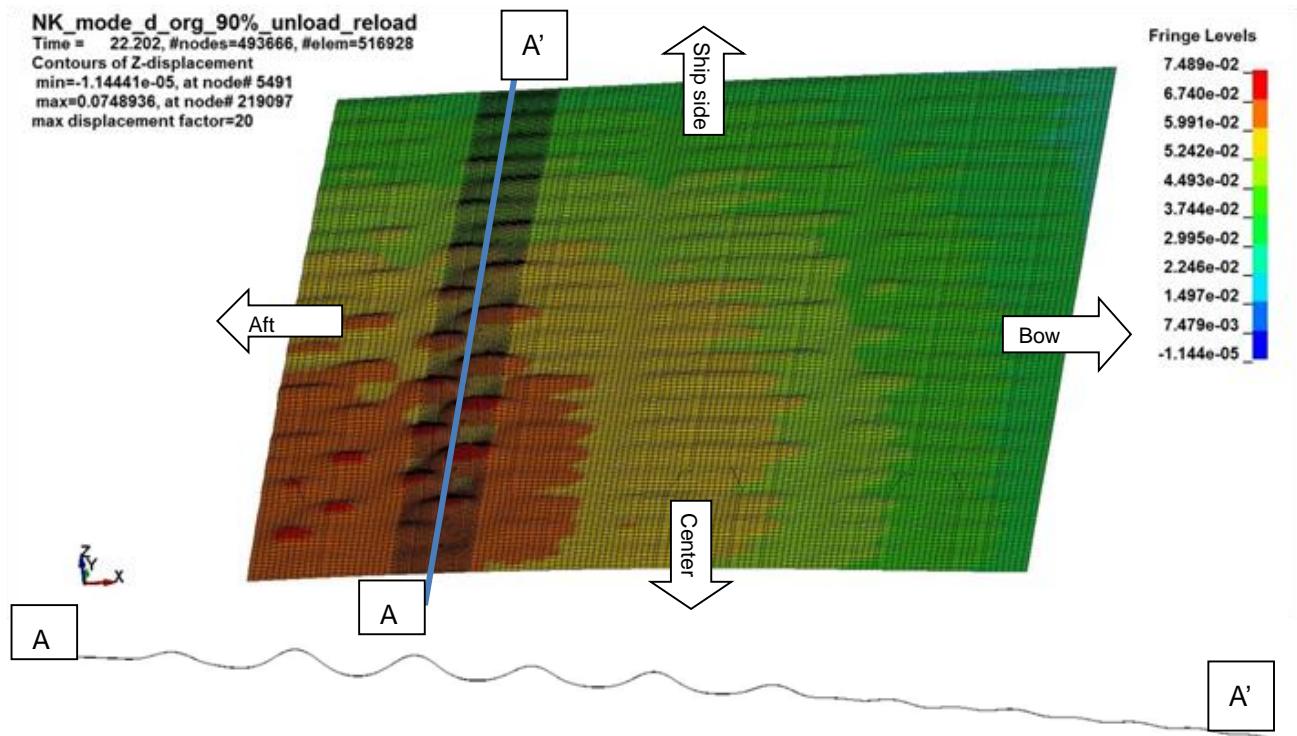 NK_mode_d_org_90%_unload_reload
Time = 22.202, #nodes=493666, #elem=516928
Contours of Z-displacement
min=-1.14441e-05, at node# 5491
max=0.0748936, at node# 219097
max displacement factor=20
A'
Ship side
Fringe Levels
7.489e-02
6.740e-02
5.991e-02
5.242e-02
4.493e-02
3.744e-02
2.995e-02
2.246e-02
1.497e-02
7.479e-03
-1.144e-05
Aft
Bow
Center
Z
Y
X
A
A
A'